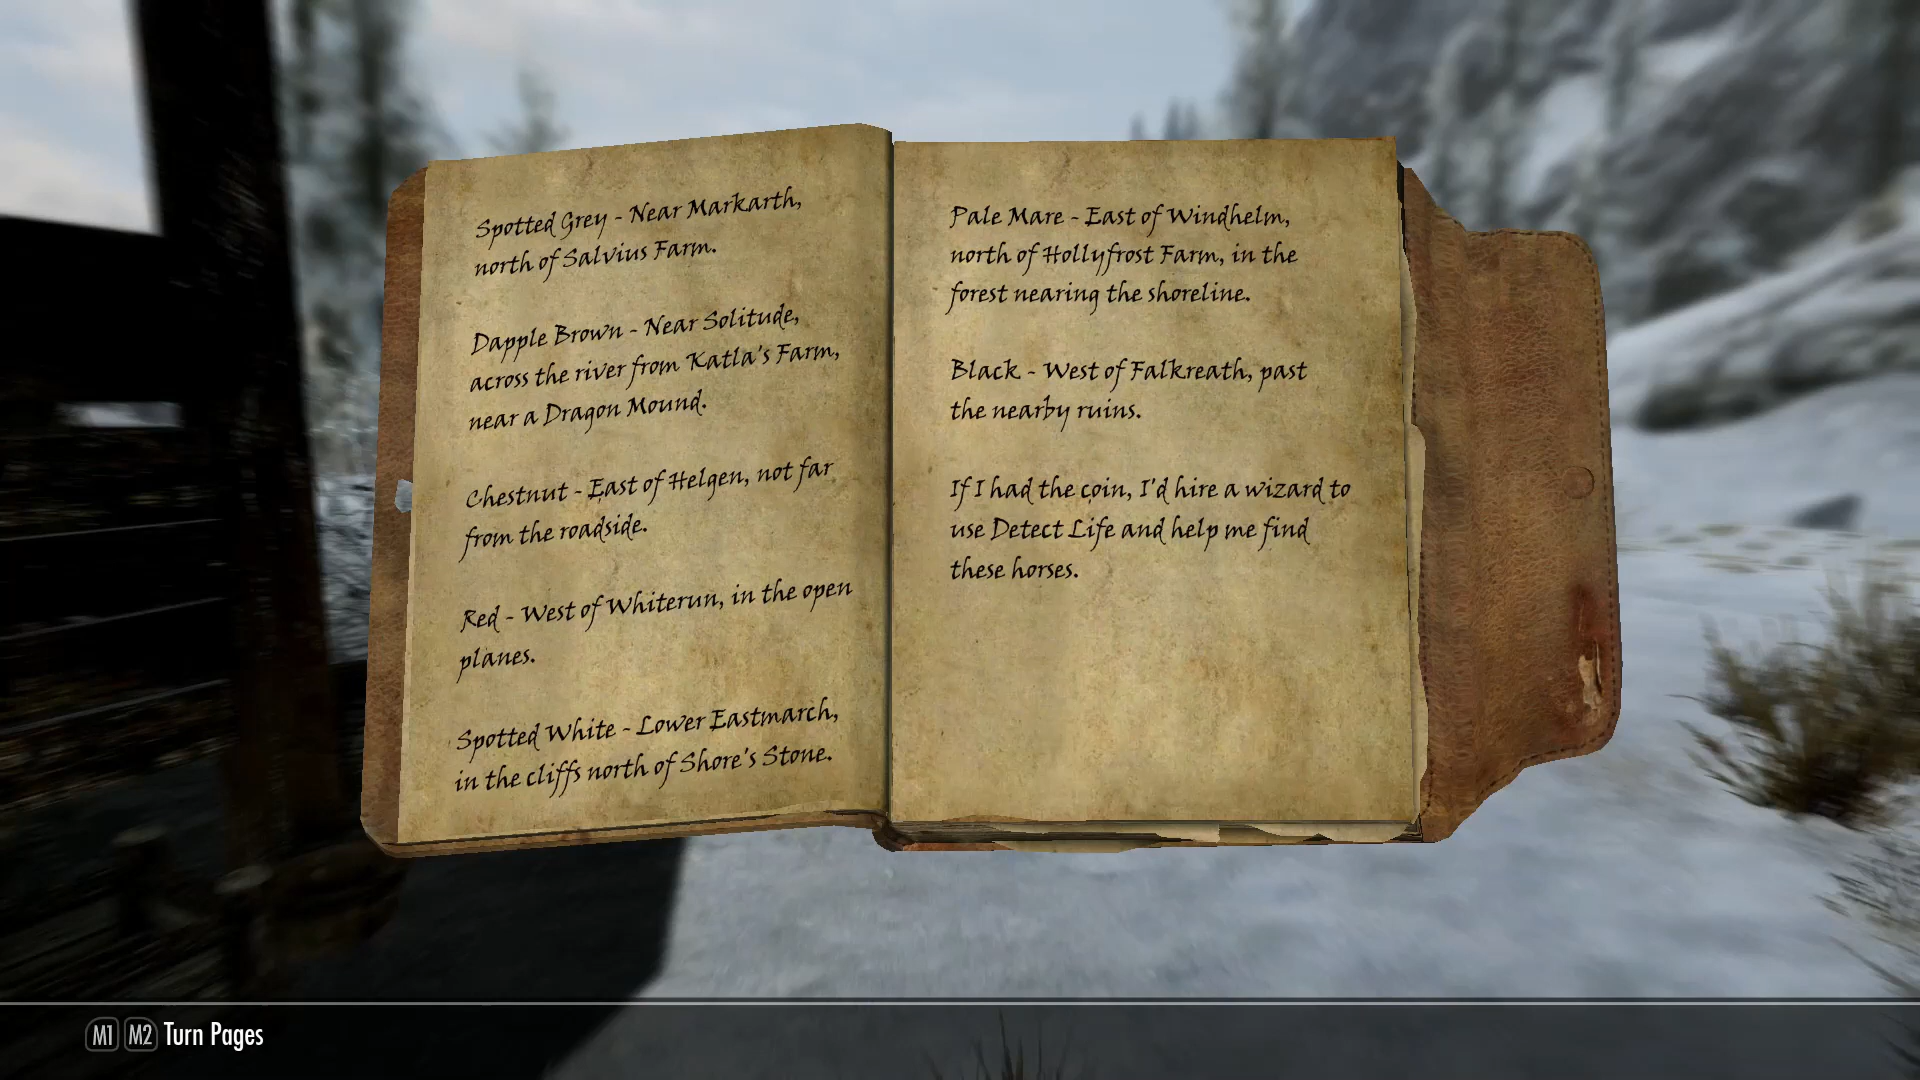 Spotted Grey - Near Markarth,
north of Salvius Farm.
Dapple Brown - Near Solitude,
across the river from Katla's Farm,
near a Dragon Mound.
Chestnut - East of Helgen, not far
from the roadside.
Red - West of Whiterun, in the open
planes.
Spotted White - Lower Eastmarch,
in the cliffs north of Shore's Stone.
Pale Mare - East of Windhelm,
north of Hollyfrost Farm, in the
forest nearing the shoreline.
Black - West of Falkreath, past
the nearby ruins.
If I had the coin, I'd hire a wizard to
use Detect Life and help me find
these horses.
M1 M2 Turn Pages